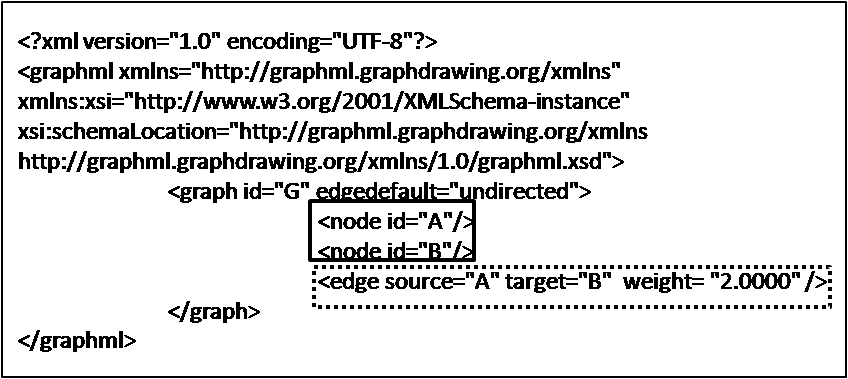 <?xml version="1.0" encoding="UTF-8"?>
<graphml xmlns="http://graphml.graphdrawing.org/xmlns"
xmlns:xsi="http://www.w3.org/2001/XMLSchema-instance"
xsi:schemaLocation="http://graphml.graphdrawing.org/xmlns
http://graphml.graphdrawing.org/xmlns/1.0/graphml.xsd">
<graph id="G" edgedefault="undirected">
<node id="A"/>
<node id="B"/>
<edge source="A" target="B"  weight= "2.0000" />
</graph>
</graphml>